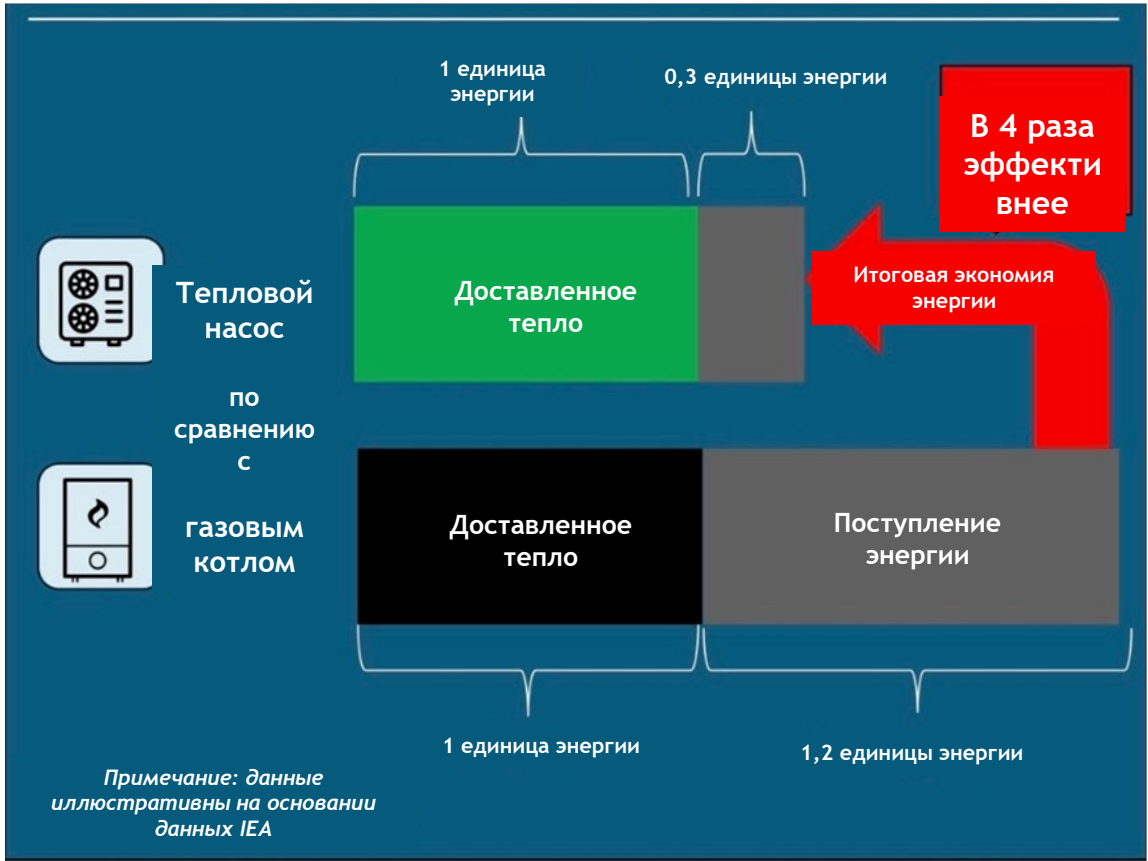 1 единица
энергии
0,3 единицы энергии
В 4 раза
эффекти
внее
Тепловой
насос
Доставленное
тепло
Итоговая экономия
энергии
по
сравнению
с
газовым
котлом
Доставленное
тепло
Поступление
энергии
1 единица энергии
1,2 единицы энергии
Примечание: данные
иллюстративны на основании
данных IEA